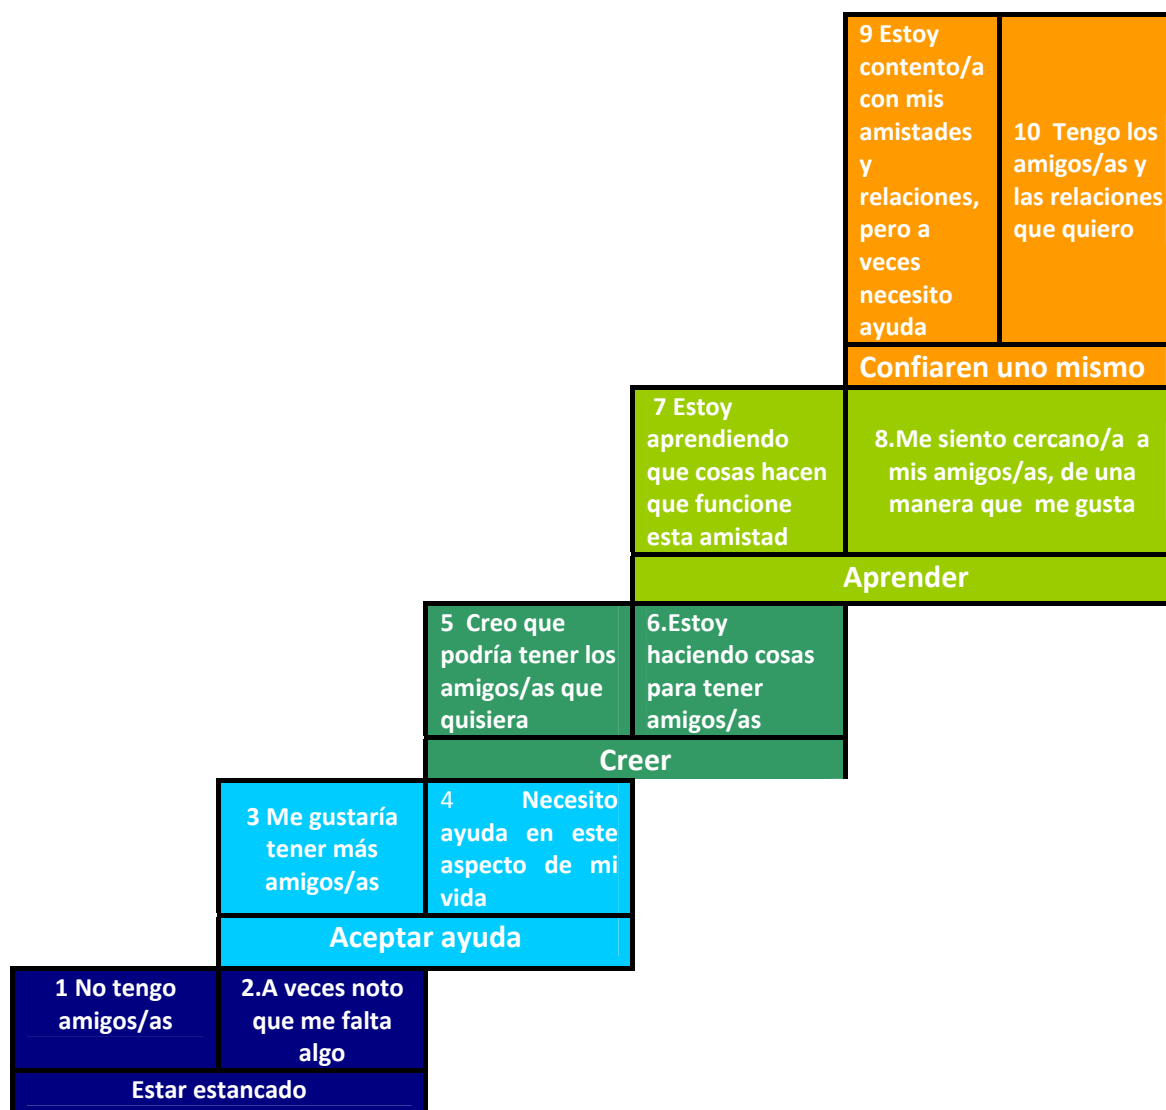 9 Estoy
contento/a
con mis
amistades
y
relaciones,
pero a
veces
necesito
ayuda
10 Tengo los
amigos/as y
las relaciones
que quiero
Confiaren uno mismo
7 Estoy
aprendiendo
que cosas hacen
que funcione
esta amistad
8.Me siento cercano/a a
mis amigos/as, de una
manera que me gusta
Aprender
5 Creo que
podría tener los
amigos/as que
quisiera
6.Estoy
haciendo cosas
para tener
amigos/as
Creer
3 Me gustaría
tener más
amigos/as
4 Necesito
ayuda en este
aspecto de mi
vida
Aceptar ayuda
1 No tengo
amigos/as
2.A veces noto
que me falta
algo
Estar estancado